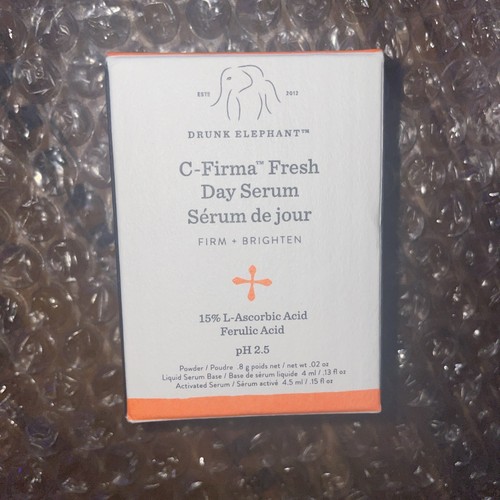 ESTD 2012
DRUNK ELEPHANT™
C-Firma™ Fresh
Day Serum
Sérum de jour
FIRM + BRIGHTEN
15% L-Ascorbic Acid
Ferulic Acid
pH 2.5
Powder / Poudre .8 g poids net / net wt .02 oz
Liquid Serum Base / Base de sérum liquide 4 ml / .13 fl oz
Activated Serum / Sérum activé 4.5 ml / .15 fl oz